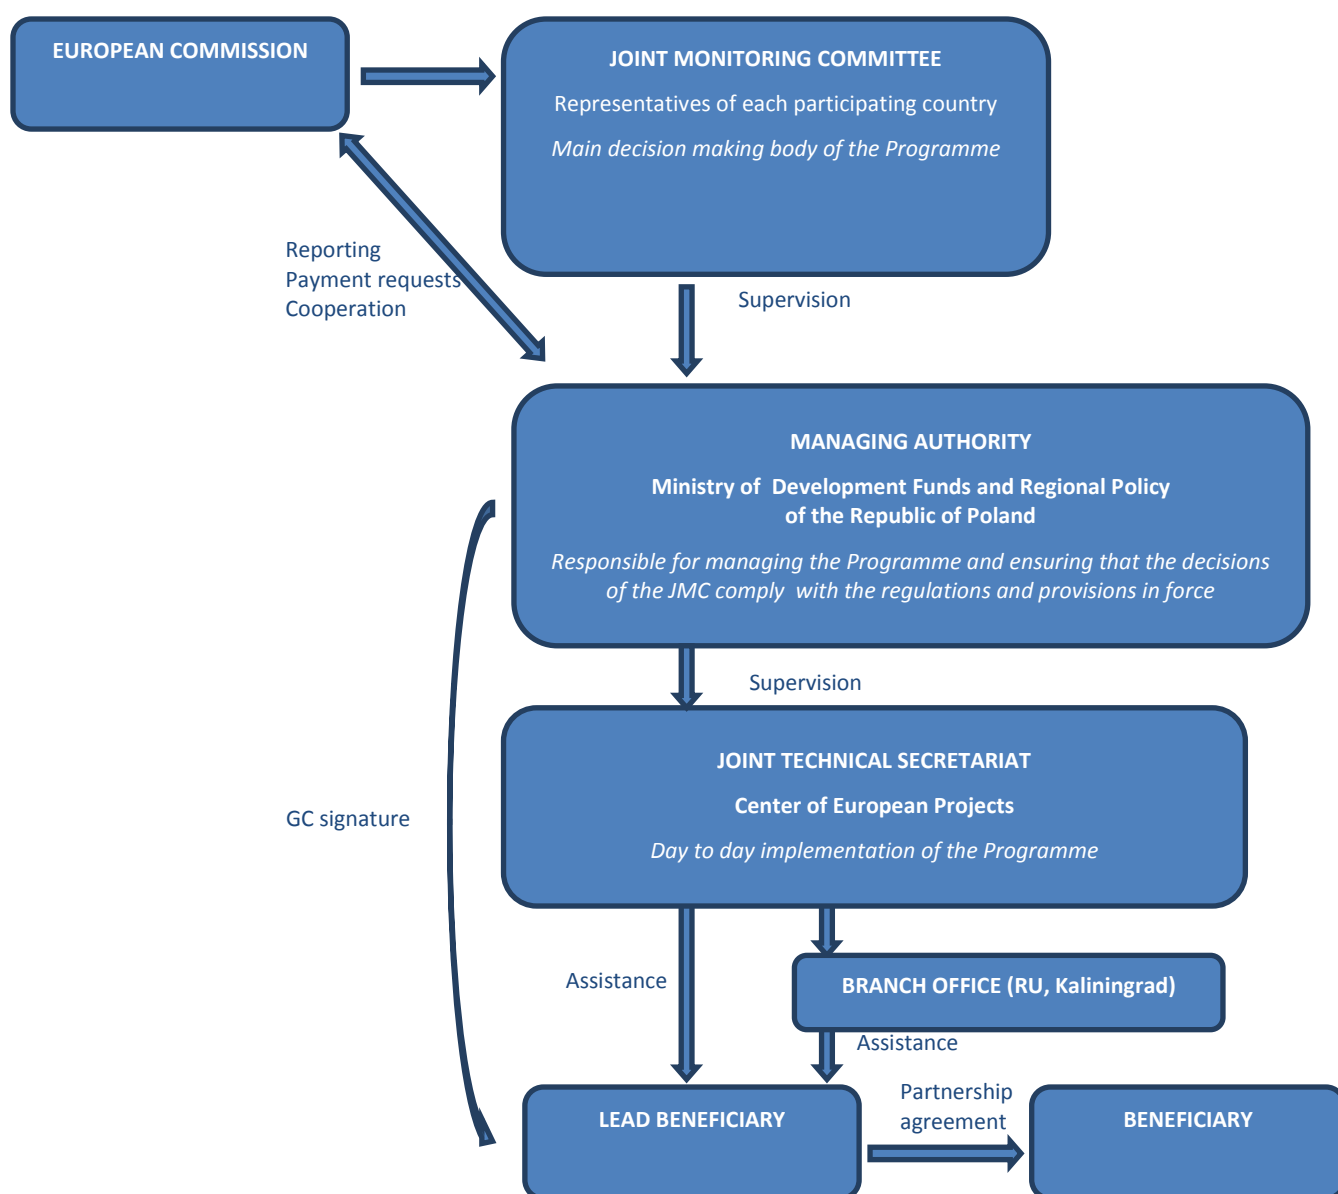 EUROPEAN COMMISSION
JOINT MONITORING COMMITTEE
Representatives of each participating country
Main decision making body of the Programme
Reporting
Payment requests
Cooperation
Supervision
MANAGING AUTHORITY
Ministry of Development Funds and Regional Policy
of the Republic of Poland
Responsible for managing the Programme and ensuring that the decisions
of the JMC comply with the regulations and provisions in force
Supervision
JOINT TECHNICAL SECRETARIAT
Center of European Projects
Day to day implementation of the Programme
GC signature
Assistance
BRANCH OFFICE (RU, Kaliningrad)
Assistance
Partnership
agreement
LEAD BENEFICIARY
BENEFICIARY